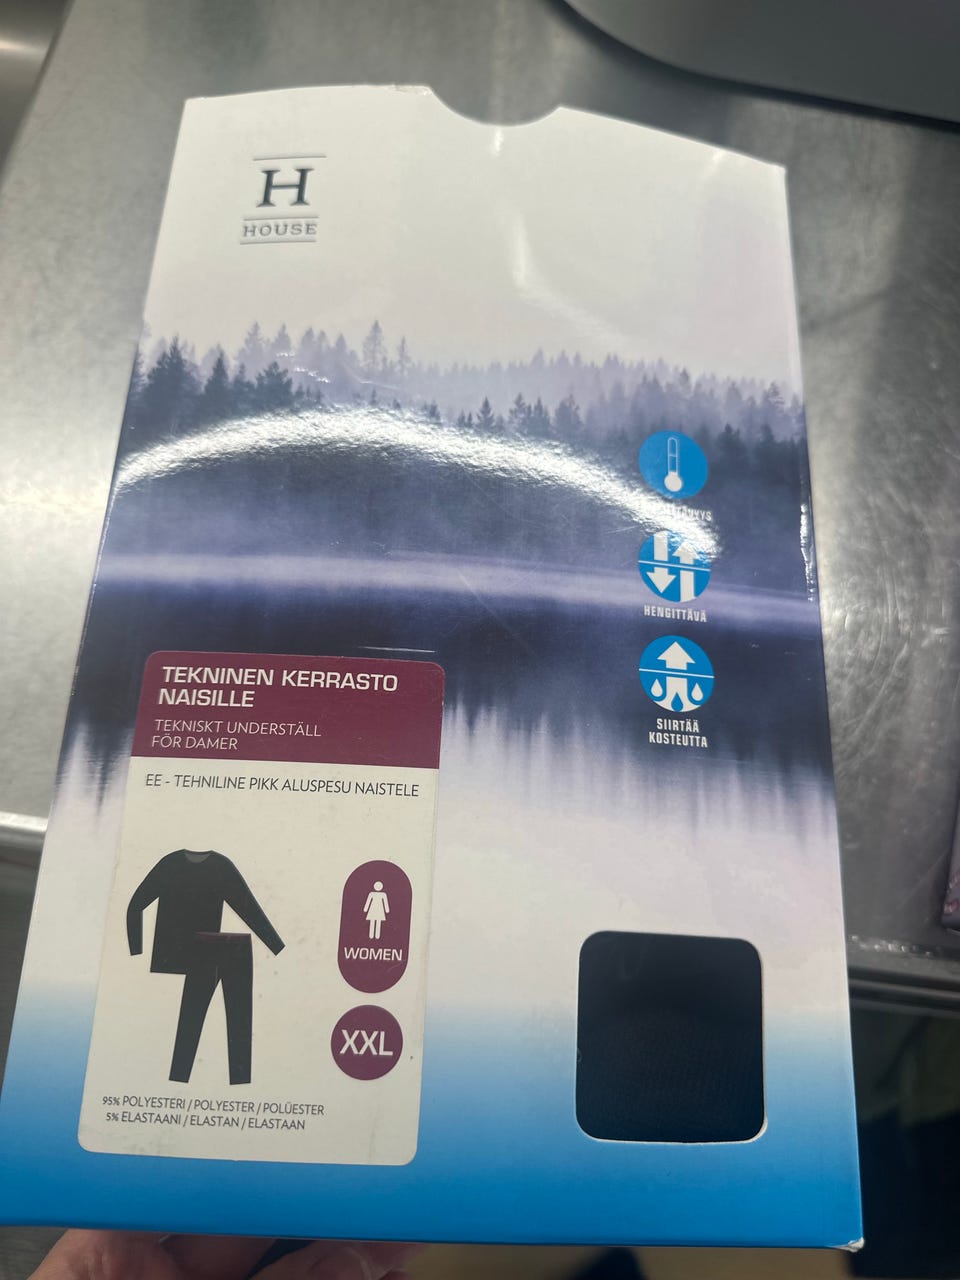 H
HOUSE
HENGITTÄVÄ
SIIRTÄÄ
KOSTEUTTA
TEKNINEN KERRASTO
NAISILLE
TEKNISKT UNDERSTÄLL
FÖR DAMER
EE - TEHNILINE PIKK ALUSPESU NAISTELE
WOMEN
XXL
95% POLYESTERI / POLYESTER / POLÜESTER
5% ELASTAANI / ELASTAN / ELASTAAN